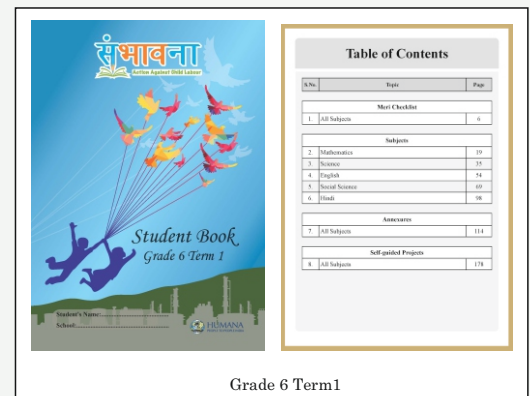 संभावना
Action Against Child Labour
Student Book
Grade 6 Term 1
Student's Name:
School:
HUMANA
Table of Contents
S.No. Topic Page
Meri Checklist
1. All Subjects 6
Subjects
2. Mathematics 19
3. Science 35
4. English 54
5. Social Science 69
6. Hindi 98
Annexures
7. All Subjects 114
Self-guided Projects
8. All Subjects 178
Grade 6 Term1